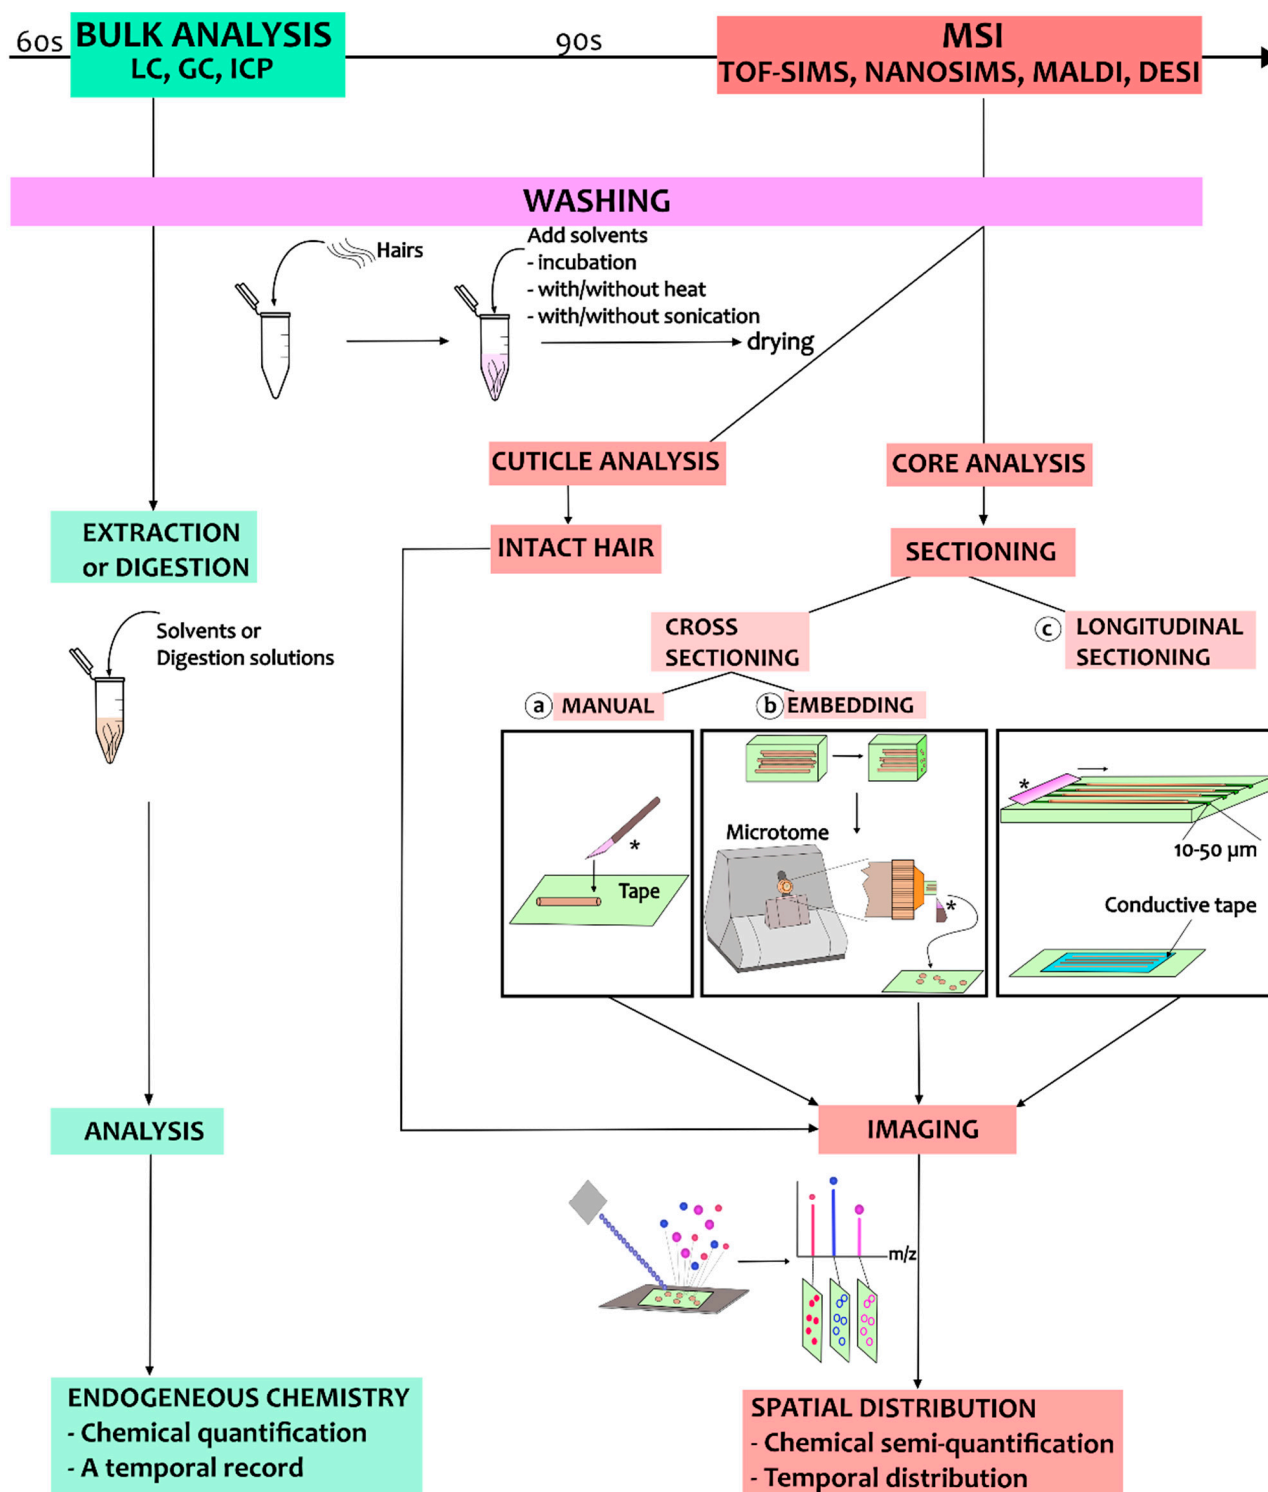 60s
BULK ANALYSIS
LC, GC, ICP
90s
MSI
TOF-SIMS, NANOSIMS, MALDI, DESI
WASHING
Hairs
Add solvents
- incubation
- with/without heat
- with/without sonication
drying
CUTICLE ANALYSIS
CORE ANALYSIS
EXTRACTION
or DIGESTION
INTACT HAIR
SECTIONING
Solvents or
Digestion solutions
CROSS
SECTIONING
c LONGITUDINAL
SECTIONING
a MANUAL
b EMBEDDING
*
Tape
Microtome
*
*
10-50 µm
Conductive tape
ANALYSIS
IMAGING
m/z
ENDOGENEOUS CHEMISTRY
- Chemical quantification
- A temporal record
SPATIAL DISTRIBUTION
- Chemical semi-quantification
- Temporal distribution